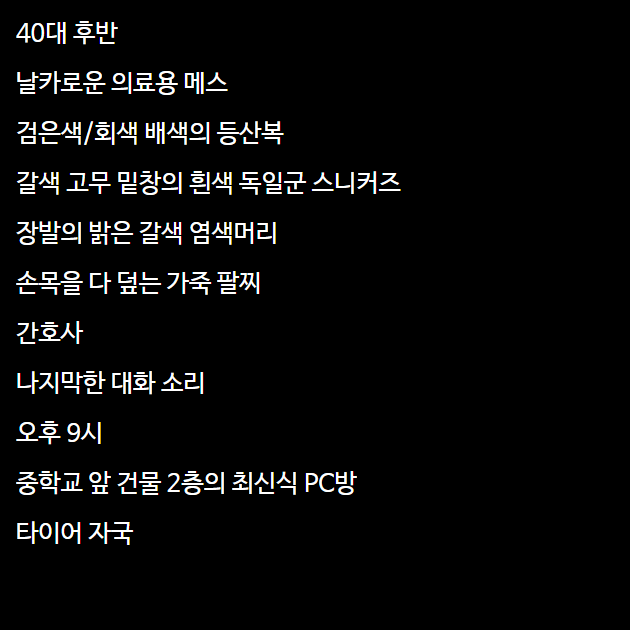 40대 후반
날카로운 의료용 메스
검은색/회색 배색의 등산복
갈색 고무 밑창의 흰색 독일군 스니커즈
장발의 밝은 갈색 염색머리
손목을 다 덮는 가죽 팔찌
간호사
나지막한 대화 소리
오후 9시
중학교 앞 건물 2층의 최신식 PC방
타이어 자국